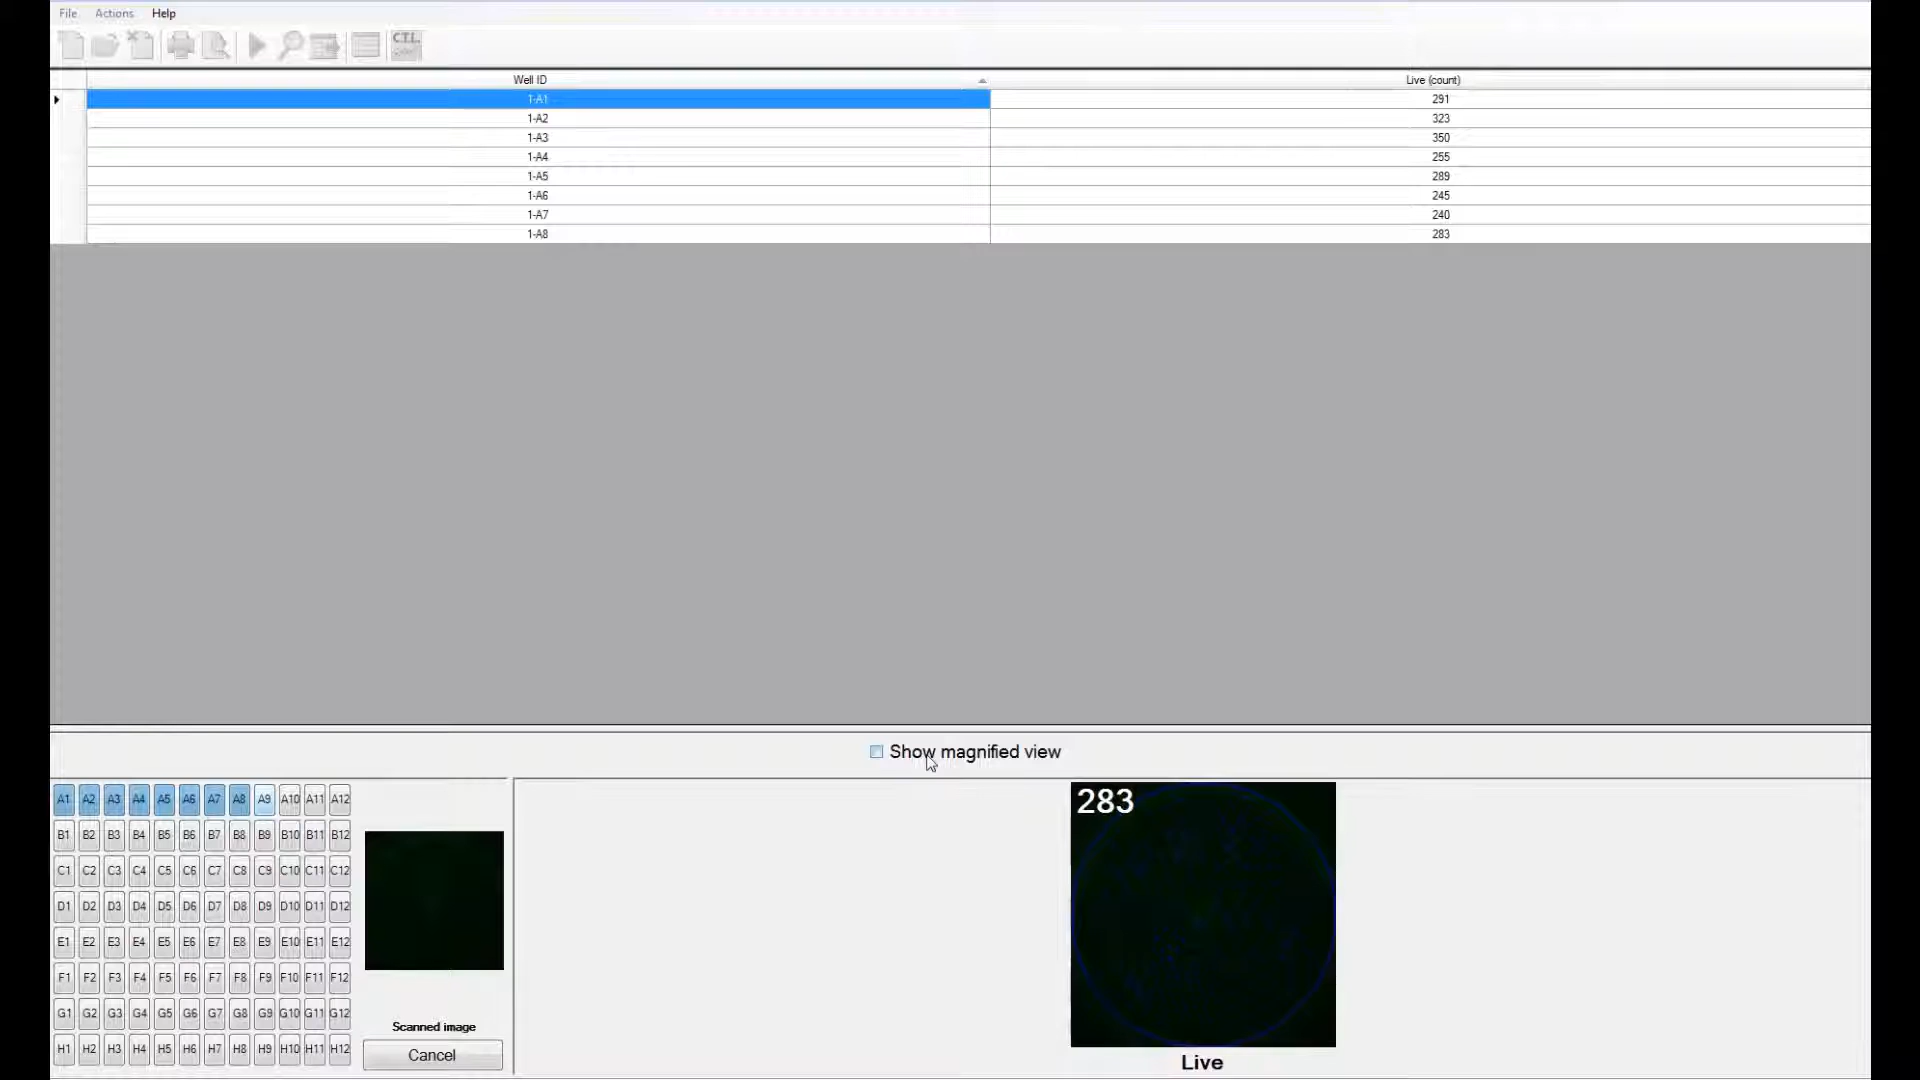 File Actions Help
CTL
Well ID Live (count)
1-A1 291
1-A2 323
1-A3 350
1-A4 255
1-A5 289
1-A6 245
1-A7 240
1-A8 283
Show magnified view
A1 A2 A3 A4 A5 A6 A7 A8 A9 A10 A11 A12
B1 B2 B3 B4 B5 B6 B7 B8 B9 B10 B11 B12
C1 C2 C3 C4 C5 C6 C7 C8 C9 C10 C11 C12
D1 D2 D3 D4 D5 D6 D7 D8 D9 D10 D11 D12
E1 E2 E3 E4 E5 E6 E7 E8 E9 E10 E11 E12
F1 F2 F3 F4 F5 F6 F7 F8 F9 F10 F11 F12
G1 G2 G3 G4 G5 G6 G7 G8 G9 G10 G11 G12
H1 H2 H3 H4 H5 H6 H7 H8 H9 H10 H11 H12
Scanned image
Cancel
283
Live